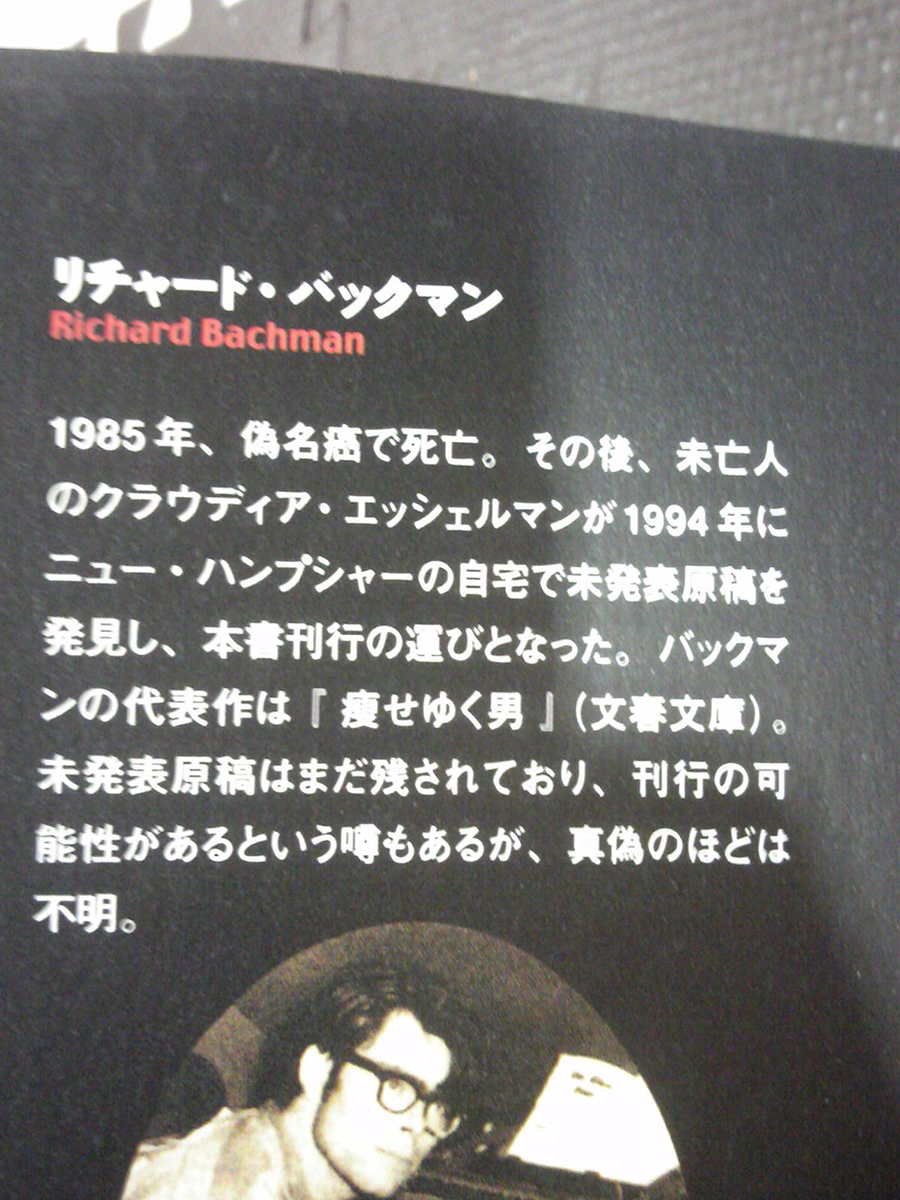 リチャード・バックマン
Richard Bachman
1985年、偽名癌で死亡。その後、未亡人
のクラウディア・エッシェルマンが1994年に
ニュー・ハンプシャーの自宅で未発表原稿を
発見し、本書刊行の運びとなった。バックマ
ンの代表作は『痩せゆく男』(文春文庫)。
未発表原稿はまだ残されており、刊行の可
能性があるという噂もあるが、真偽のほどは
不明。